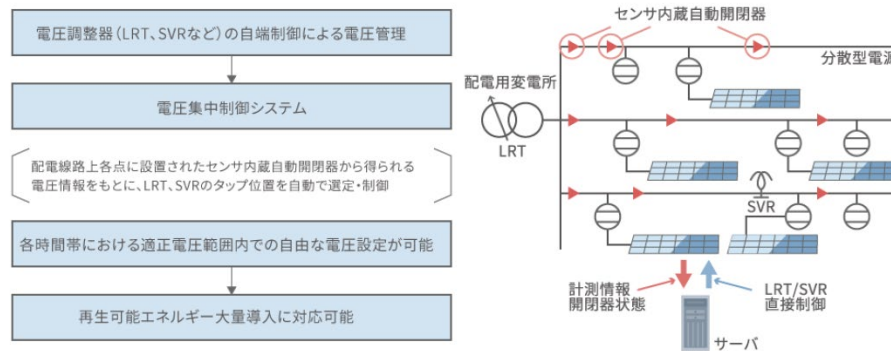 電圧調整器（LRT、SVRなど）の自端制御による電圧管理
電圧集中制御システム
配電線路上各点に設置されたセンサ内蔵自動開閉器から得られる
電圧情報をもとに、LRT、SVRのタップ位置を自動で選定・制御
各時間帯における適正電圧範囲内での自由な電圧設定が可能
再生可能エネルギー大量導入に対応可能
センサ内蔵自動開閉器
分散型電源
配電用変電所
LRT
SVR
計測情報
開閉器状態
LRT/SVR
直接制御
サーバ